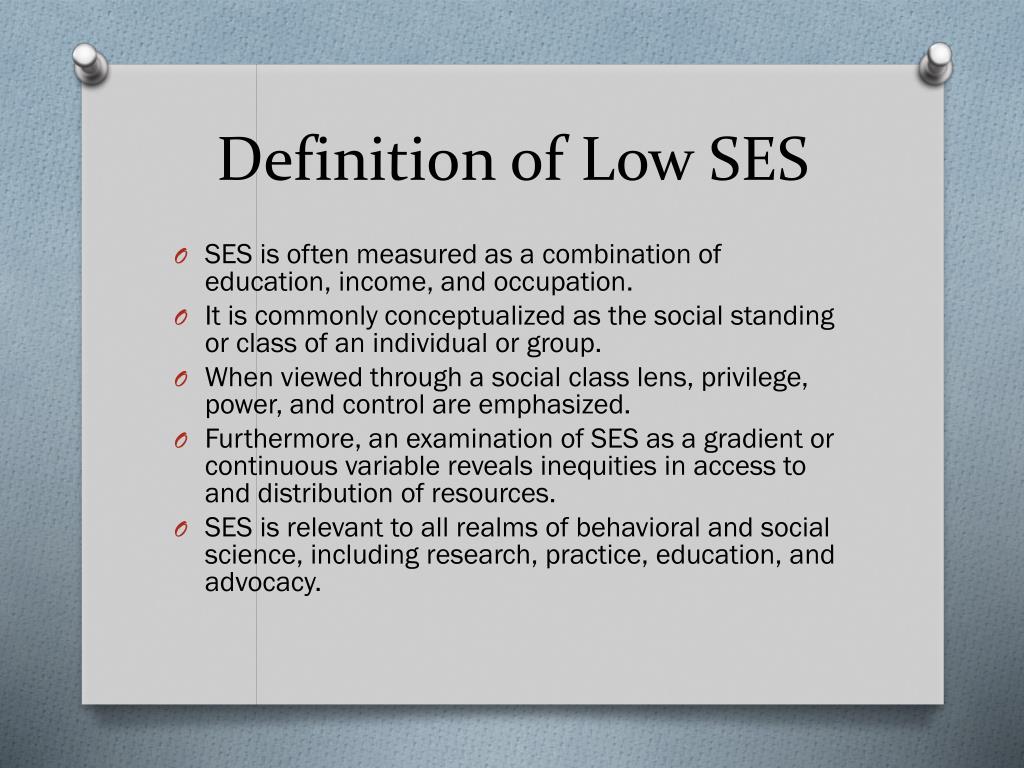 Definition of Low SES
SES is often measured as a combination of
education, income, and occupation.
It is commonly conceptualized as the social standing
or class of an individual or group.
When viewed through a social class lens, privilege,
power, and control are emphasized.
Furthermore, an examination of SES as a gradient or
continuous variable reveals inequities in access to
and distribution of resources.
SES is relevant to all realms of behavioral and social
science, including research, practice, education, and
advocacy.